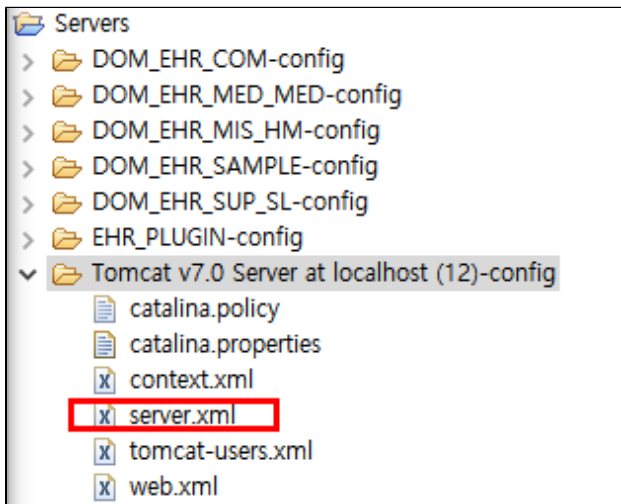 Servers
DOM_EHR_COM-config
DOM_EHR_MED_MED-config
DOM_EHR_MIS_HM-config
DOM_EHR_SAMPLE-config
DOM_EHR_SUP_SL-config
EHR_PLUGIN-config
Tomcat v7.0 Server at localhost (12)-config
catalina.policy
catalina.properties
context.xml
server.xml
tomcat-users.xml
web.xml